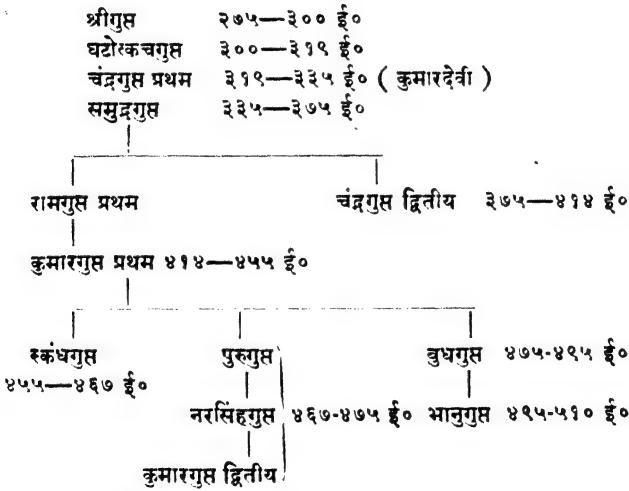 श्रीगुप्त २७५—३०० ई०
घटोत्कचगुप्त ३००—३१९ ई०
चंद्रगुप्त प्रथम ३१९—३३५ ई० ( कुमारदेवी )
समुद्रगुप्त ३३५—३७५ ई०
रामगुप्त प्रथम चंद्रगुप्त द्वितीय ३७५—४१४ ई०
कुमारगुप्त प्रथम ४१४—४५५ ई०
स्कंधगुप्त पुरुगुप्त बुधगुप्त ४७५-४९५ ई०
४५५—४६७ ई०
नरसिंहगुप्त ४६७-४७५ ई० भानुगुप्त ४९५-५१० ई०
कुमारगुप्त द्वितीय